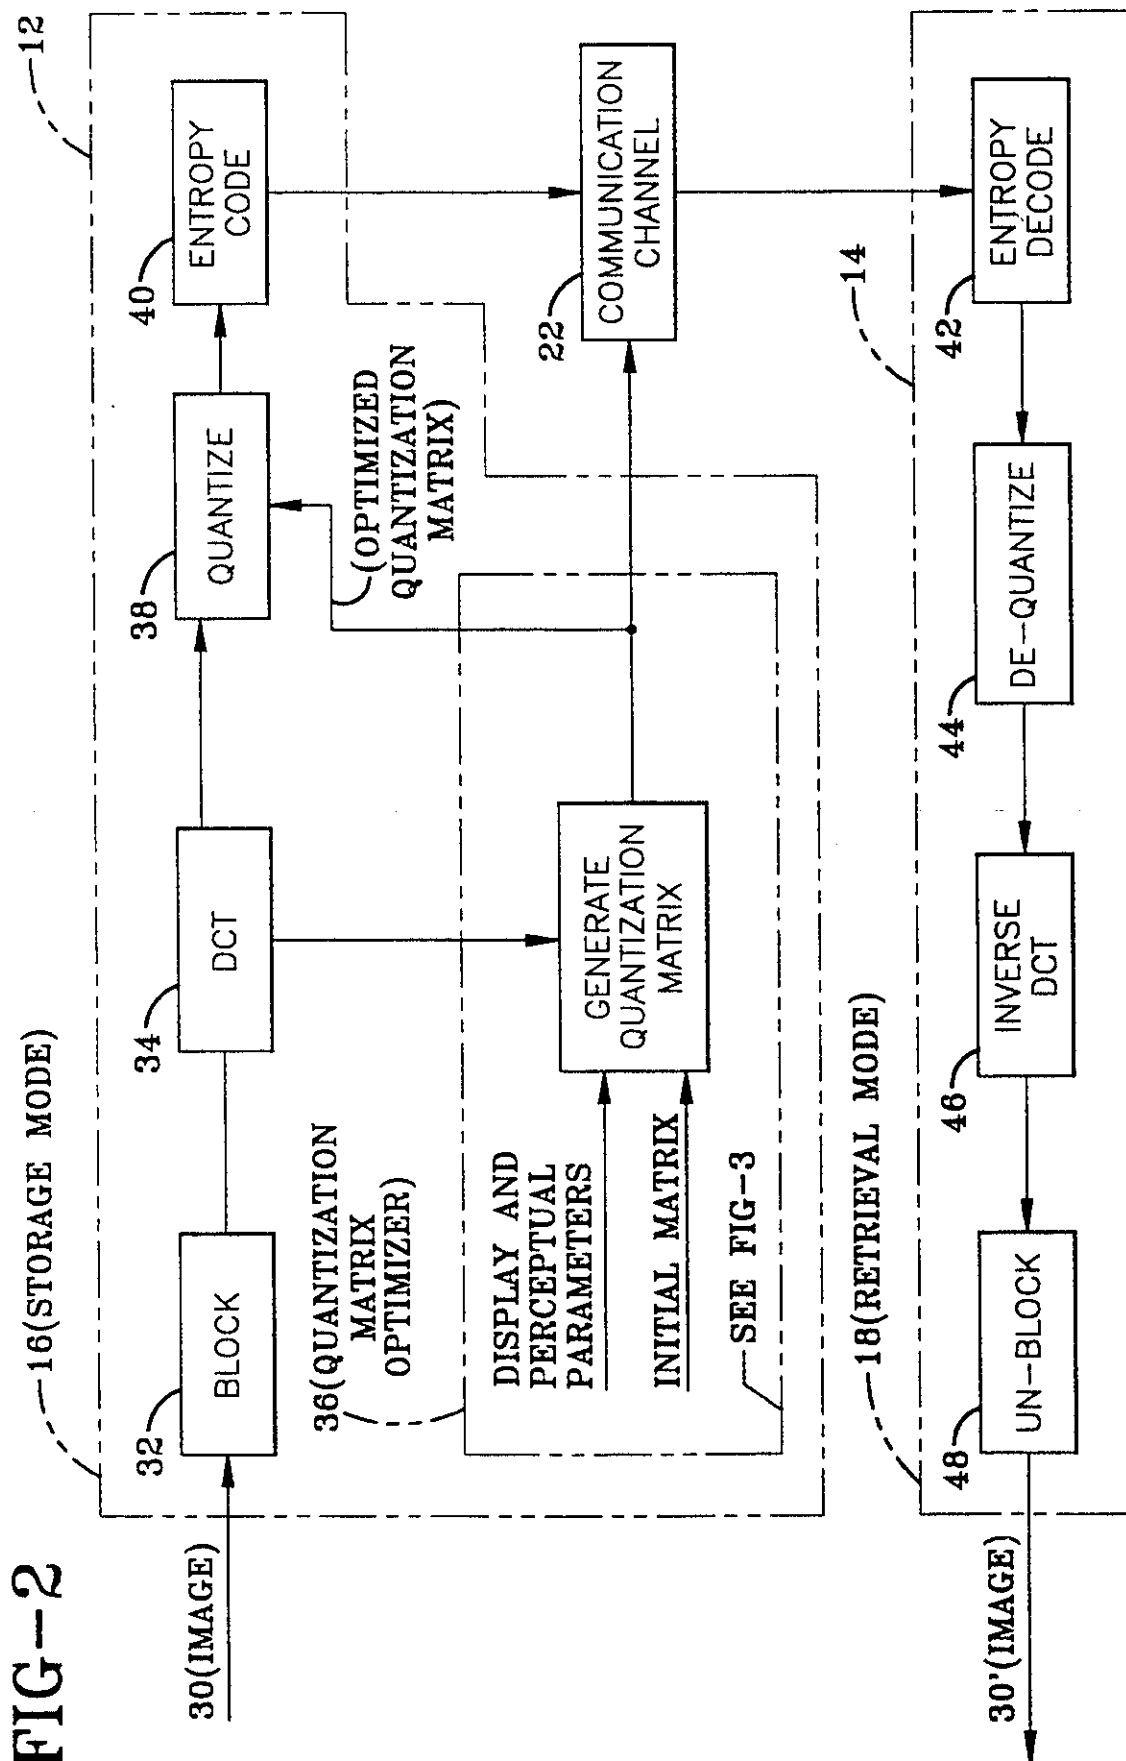 FIG-2
16(STORAGE MODE)
12
30(IMAGE)
32
BLOCK
34
DCT
38
QUANTIZE
40
ENTROPY
CODE
36(QUANTIZATION
MATRIX
OPTIMIZER)
(OPTIMIZED
QUANTIZATION
MATRIX)
DISPLAY AND
PERCEPTUAL
PARAMETERS
INITIAL MATRIX
GENERATE
QUANTIZATION
MATRIX
SEE FIG-3
22
COMMUNICATION
CHANNEL
18(RETRIEVAL MODE)
14
30'(IMAGE)
48
UN-BLOCK
46
INVERSE
DCT
44
DE-QUANTIZE
42
ENTROPY
DECODE